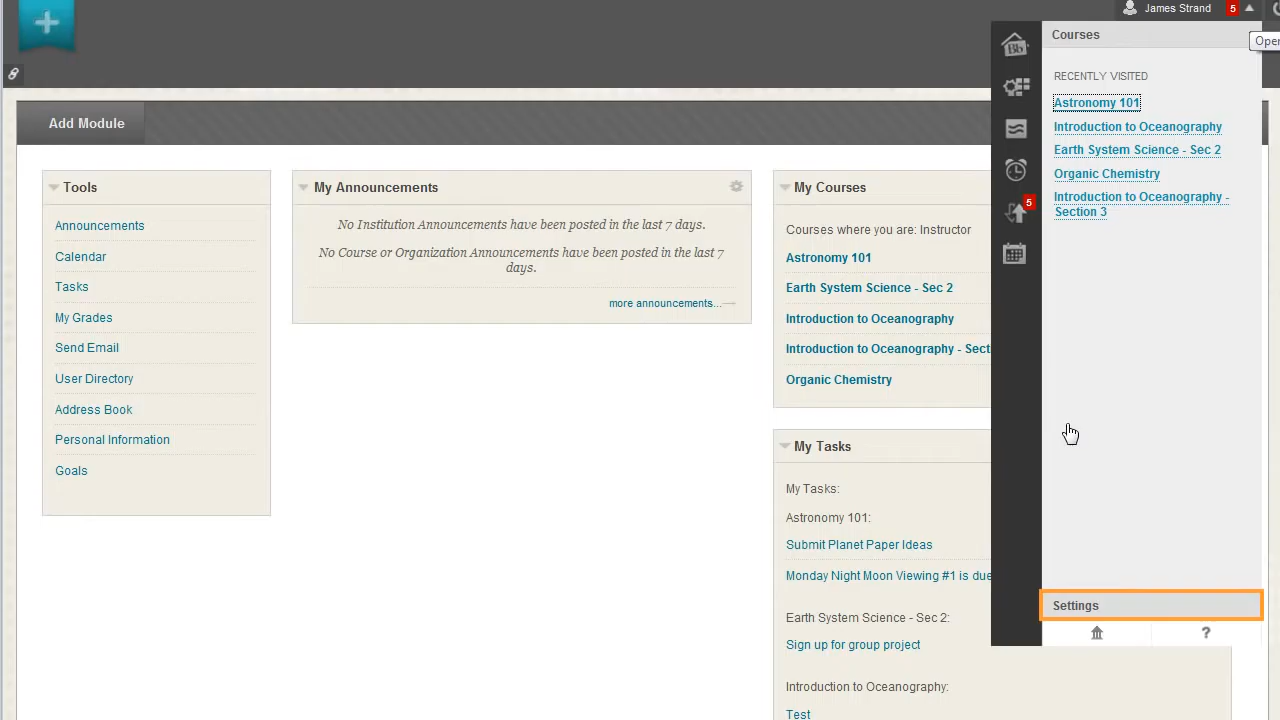 James Strand 5
Courses
Open
RECENTLY VISITED
Astronomy 101
Introduction to Oceanography
Earth System Science - Sec 2
Organic Chemistry
Introduction to Oceanography -
Section 3
Bb
5
Settings
?
Add Module
Tools
Announcements
Calendar
Tasks
My Grades
Send Email
User Directory
Address Book
Personal Information
Goals
My Announcements
No Institution Announcements have been posted in the last 7 days.
No Course or Organization Announcements have been posted in the last 7
days.
more announcements...
My Courses
Courses where you are: Instructor
Astronomy 101
Earth System Science - Sec 2
Introduction to Oceanography
Introduction to Oceanography - Sect
Organic Chemistry
My Tasks
My Tasks:
Astronomy 101:
Submit Planet Paper Ideas
Monday Night Moon Viewing #1 is due
Earth System Science - Sec 2:
Sign up for group project
Introduction to Oceanography:
Test